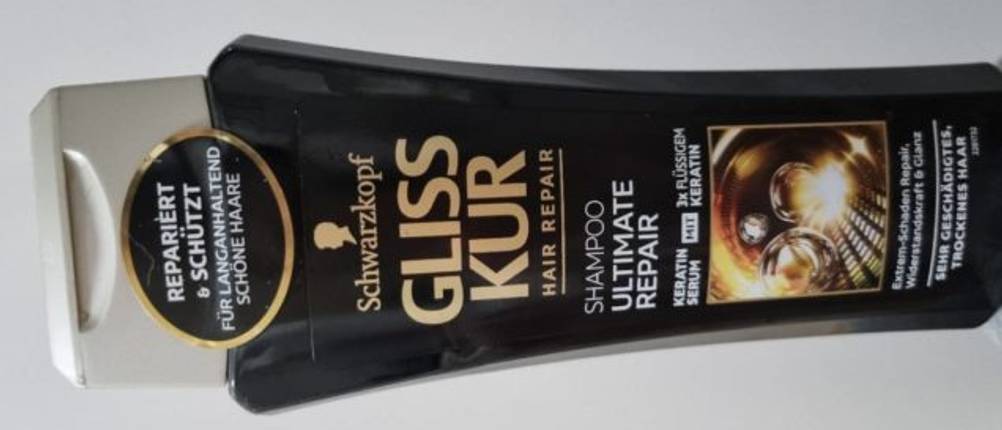 REPARIERT
& SCHÜTZT
FÜR LANGANHALTEND
SCHÖNE HAARE
Schwarzkopf
GLISS
KUR
HAIR REPAIR
SHAMPOO
ULTIMATE
REPAIR
KERATIN SERUM MIT 3x FLÜSSIGEM KERATIN
Extrem-Schäden Repair,
Widerstandskraft & Glanz
SEHR GESCHÄDIGTES,
TROCKENES HAAR